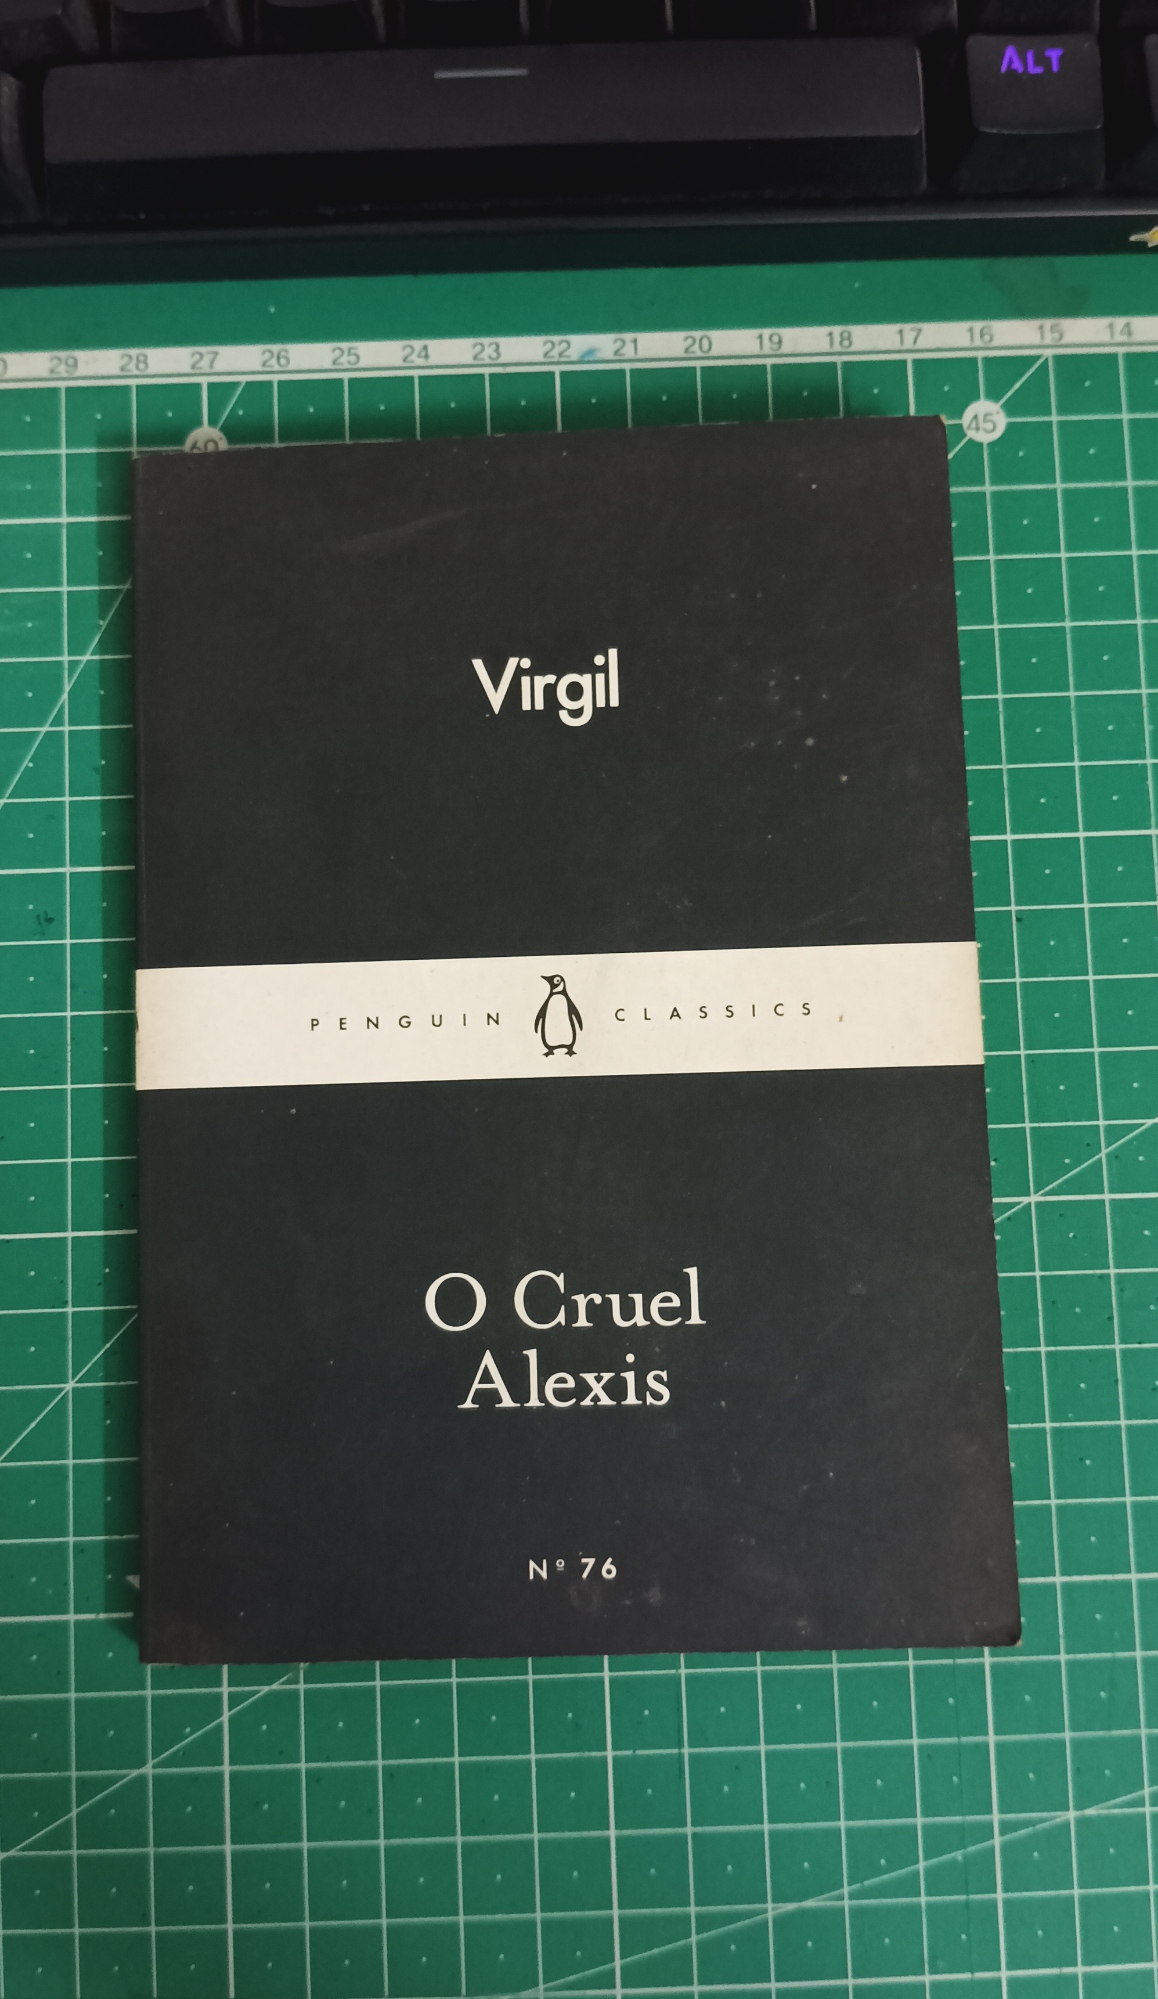 ALT
29 28 27 26 25 24 23 22 21 20 19 18 17 16 15 14
60°
45°
Virgil
PENGUIN CLASSICS
O Cruel
Alexis
Nº 76